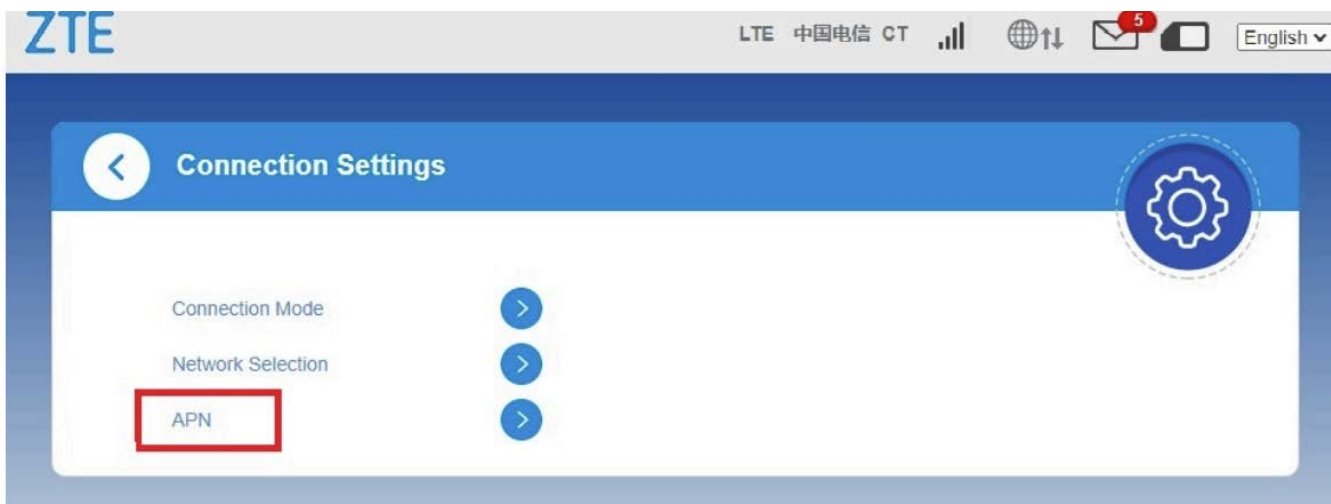 ZTE
LTE 中国电信 CT
5
English
Connection Settings
Connection Mode
Network Selection
APN